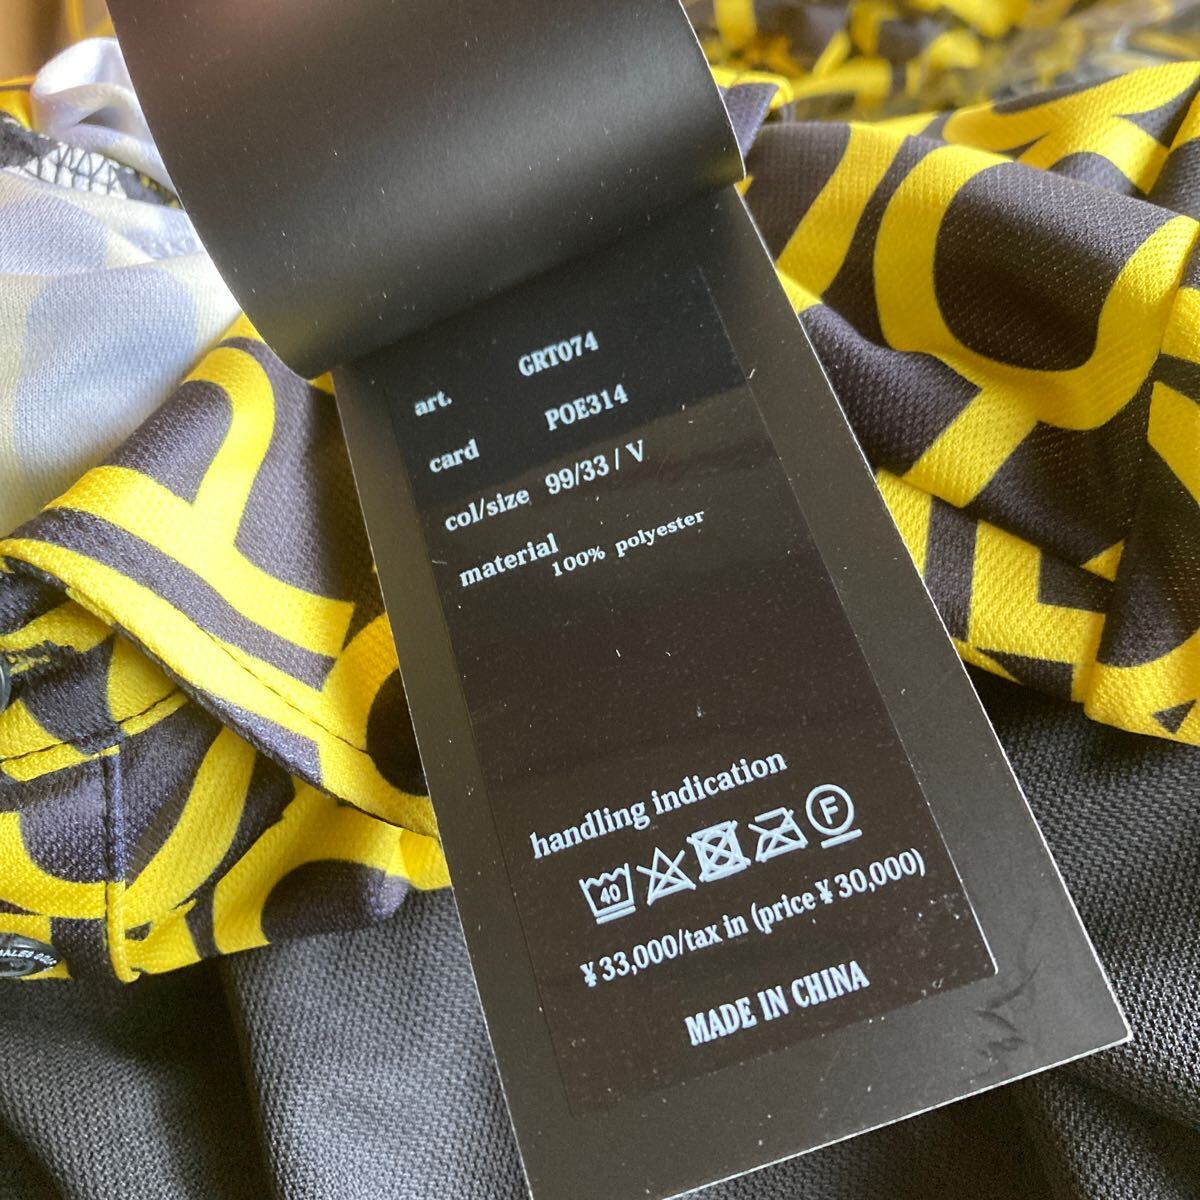 art. GRT074
card POE314
col/size 99/33 / V
material 100% polyester
handling indication
40 F
¥33,000/tax in (price ¥30,000)
MADE IN CHINA